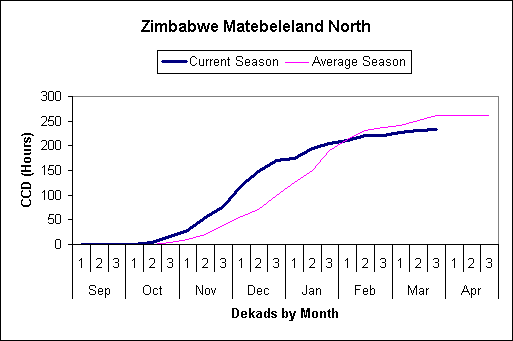 Zimbabwe Matebeleland North
Current Season Average Season
300
250
200
150
100
50
0
CCD (Hours)
1 2 3 1 2 3 1 2 3 1 2 3 1 2 3 1 2 3 1 2 3 1 2 3
Sep Oct Nov Dec Jan Feb Mar Apr
Dekads by Month